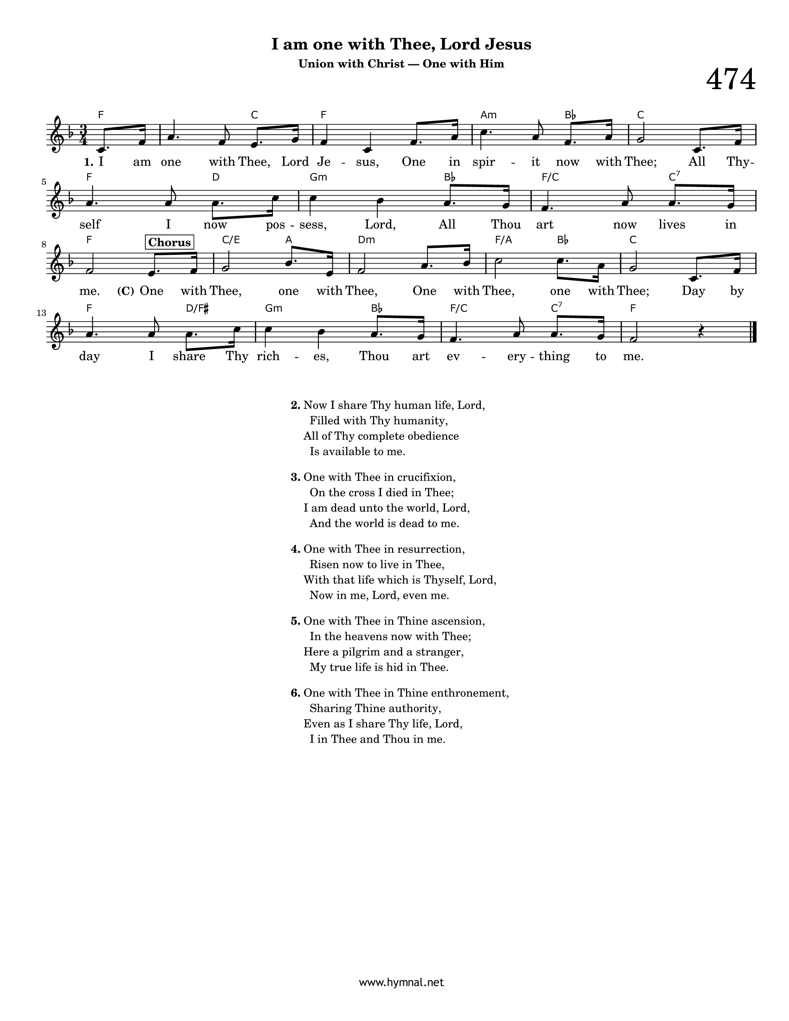 I am one with Thee, Lord Jesus
Union with Christ — One with Him
474
F C F Am B♭ C
1. I am one with Thee, Lord Je - sus, One in spir - it now with Thee; All Thy-
5
F D Gm B♭ F/C C7
self I now pos - sess, Lord, All Thou art now lives in
8
F Chorus C/E A Dm F/A B♭ C
me. (C) One with Thee, one with Thee, One with Thee, one with Thee; Day by
13
F D/F♯ Gm B♭ F/C C7 F
day I share Thy rich - es, Thou art ev - ery - thing to me.
2. Now I share Thy human life, Lord,
Filled with Thy humanity,
All of Thy complete obedience
Is available to me.
3. One with Thee in crucifixion,
On the cross I died in Thee;
I am dead unto the world, Lord,
And the world is dead to me.
4. One with Thee in resurrection,
Risen now to live in Thee,
With that life which is Thyself, Lord,
Now in me, Lord, even me.
5. One with Thee in Thine ascension,
In the heavens now with Thee;
Here a pilgrim and a stranger,
My true life is hid in Thee.
6. One with Thee in Thine enthronement,
Sharing Thine authority,
Even as I share Thy life, Lord,
I in Thee and Thou in me.
www.hymnal.net